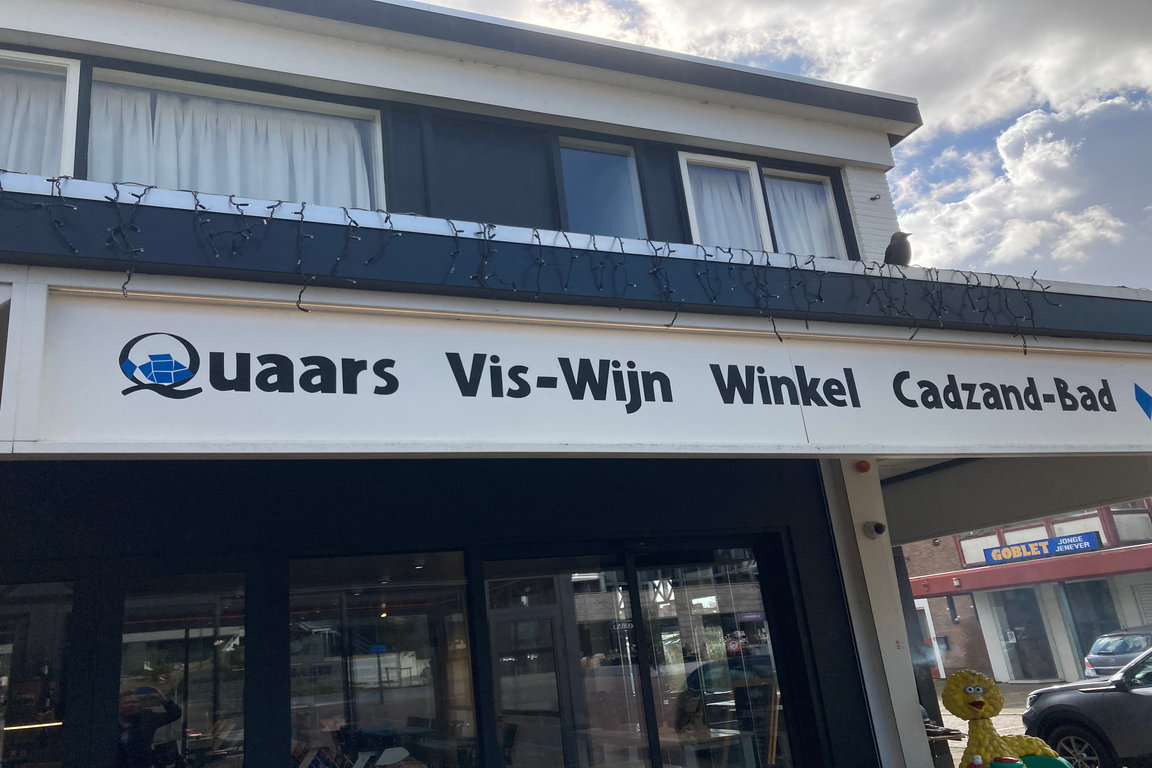 Quaars Vis-Wijn Winkel Cadzand-Bad
GOBLET JONGE
JENEVER